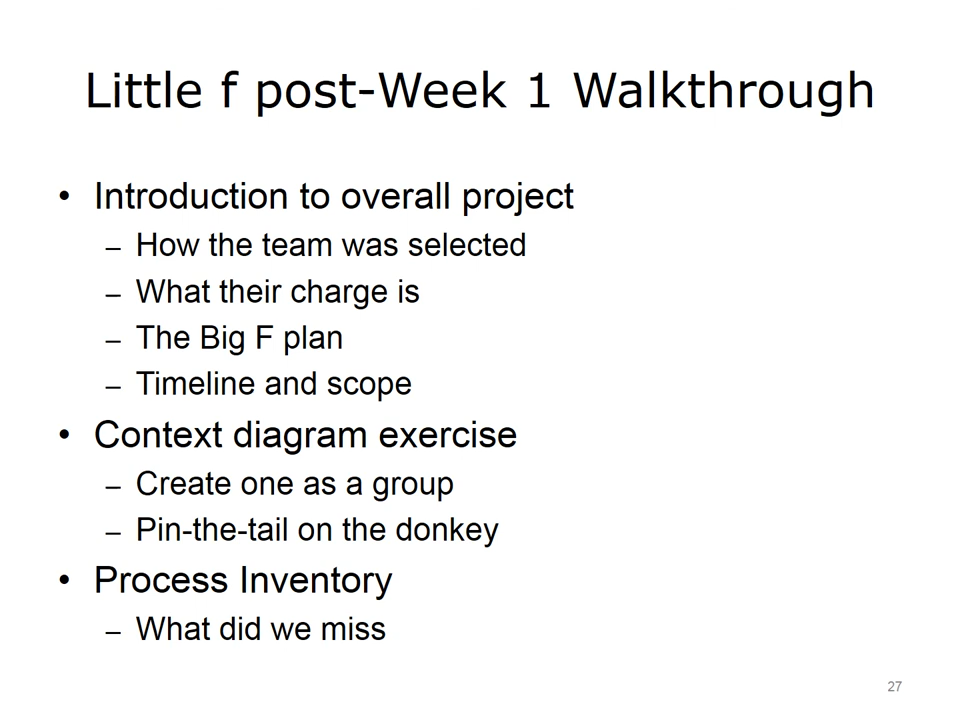 Little f post-Week 1 Walkthrough
• Introduction to overall project
– How the team was selected
– What their charge is
– The Big F plan
– Timeline and scope
• Context diagram exercise
– Create one as a group
– Pin-the-tail on the donkey
• Process Inventory
– What did we miss
27